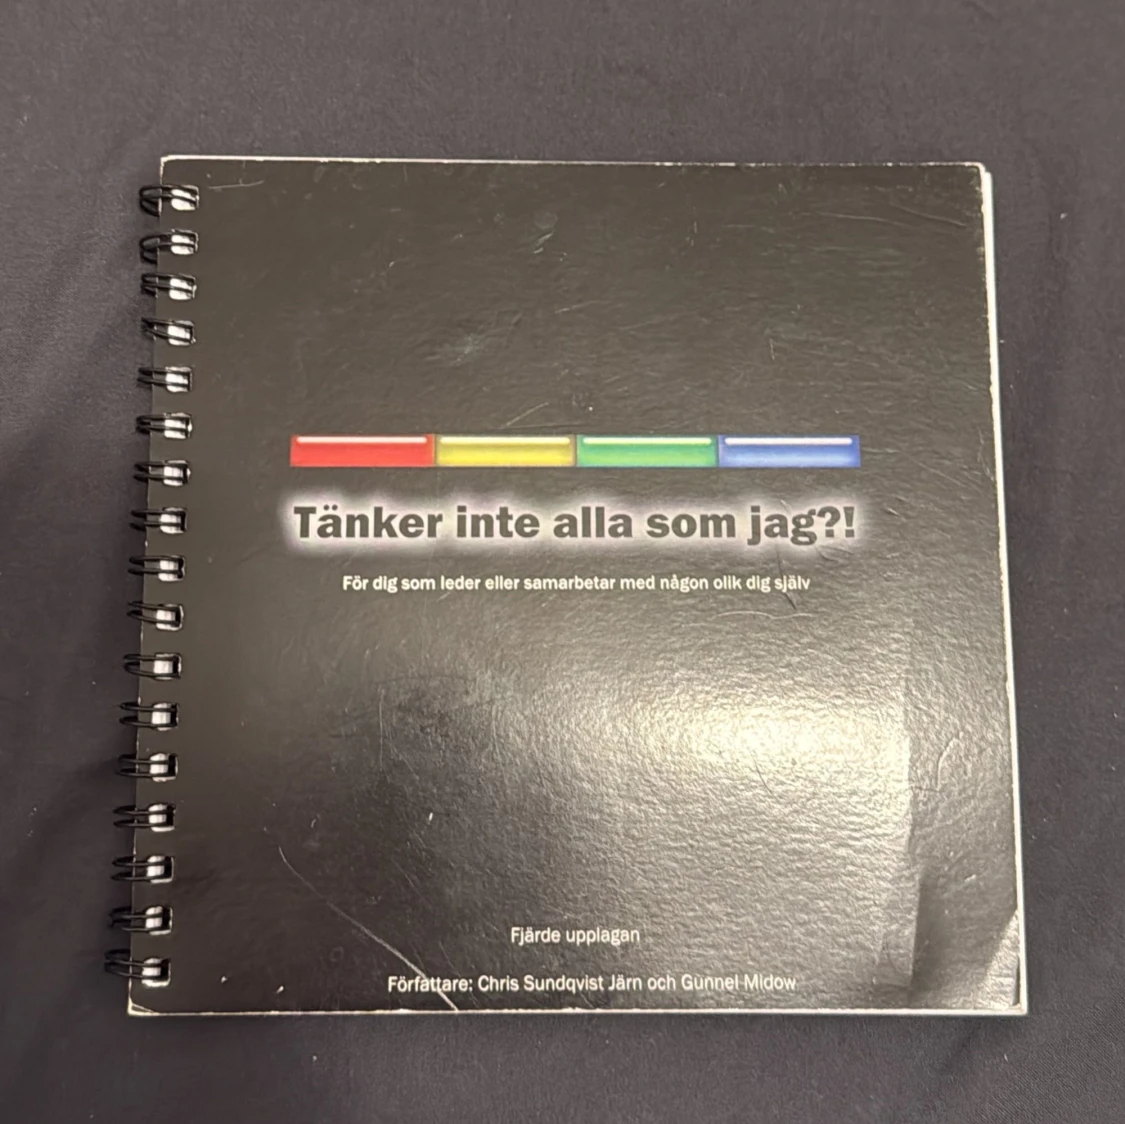 Tänker inte alla som jag?!
För dig som leder eller samarbetar med någon olik dig själv
Fjärde upplagan
Författare: Chris Sundqvist Järn och Gunnel Midow